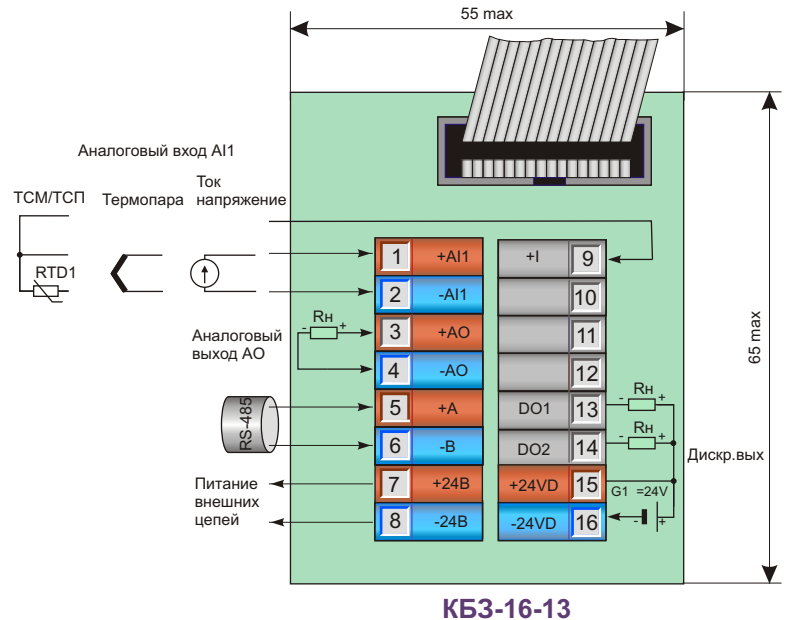 55 max
Аналоговый вход AI1
ТСМ/ТСП
Термопара
Ток
напряжение
RTD1
1 +AI1
+I 9
2 -AI1
10
Аналоговый
выход АО
- Rн +
3 +AO
11
4 -AO
12
RS-485
5 +A
DO1 13
- Rн +
6 -B
DO2 14
- Rн +
Дискр.вых
Питание
внешних
цепей
7 +24В
+24VD 15
G1 =24V
8 -24В
-24VD 16
- +
65 max
КБЗ-16-13